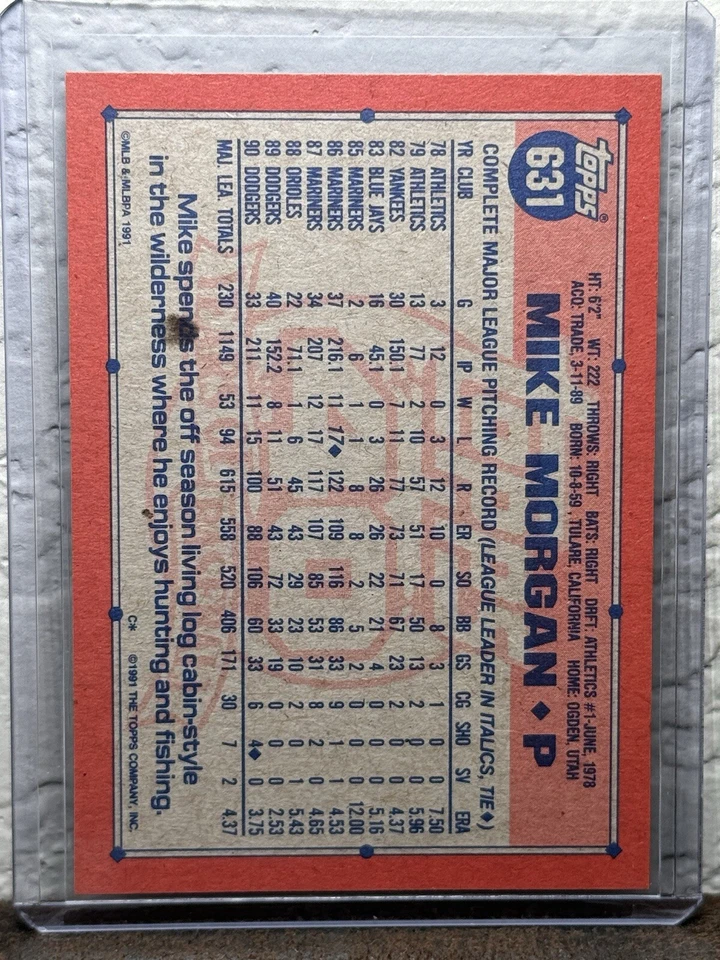 topps®
631
HT: 6'2" WT: 222 THROWS: RIGHT BATS: RIGHT DRFT: ATHLETICS #1-JUNE, 1978
ACQ: TRADE, 3-11-89 BORN: 10-8-59, TULARE, CALIFORNIA HOME: OGDEN, UTAH
MIKE MORGAN ♦ P
COMPLETE MAJOR LEAGUE PITCHING RECORD (LEAGUE LEADER IN ITALICS, TIE♦)
YR CLUB G IP W L R ER SO BB GS CG SHO SV ERA
78 ATHLETICS 3 12 0 3 12 10 0 8 3 1 0 0 7.50
79 ATHLETICS 13 77 2 10 57 51 17 50 13 2 0 0 5.96
82 YANKEES 30 150.1 7 11 77 73 71 67 23 2 0 0 4.37
83 BLUE JAYS 16 45.1 0 3 26 26 22 21 4 0 0 0 5.16
85 MARINERS 2 6 1 1 8 8 2 5 2 0 0 0 12.00
86 MARINERS 37 216.1 11 17♦ 122 109 116 86 33 9 1 1 4.53
87 MARINERS 34 207 12 17 117 107 85 53 31 8 2 0 4.65
88 ORIOLES 22 71.1 1 6 45 43 29 23 10 2 0 1 5.43
89 DODGERS 40 152.2 8 11 51 43 72 33 19 0 0 0 2.53
90 DODGERS 33 211 11 15 100 88 106 60 33 6 4♦ 0 3.75
MAJ. LEA. TOTALS 230 1149 53 94 615 558 520 406 171 30 7 2 4.37
Mike spends the off season living log cabin-style
in the wilderness where he enjoys hunting and fishing.
©MLB & MLBPA 1991 C* ©1991 THE TOPPS COMPANY, INC.